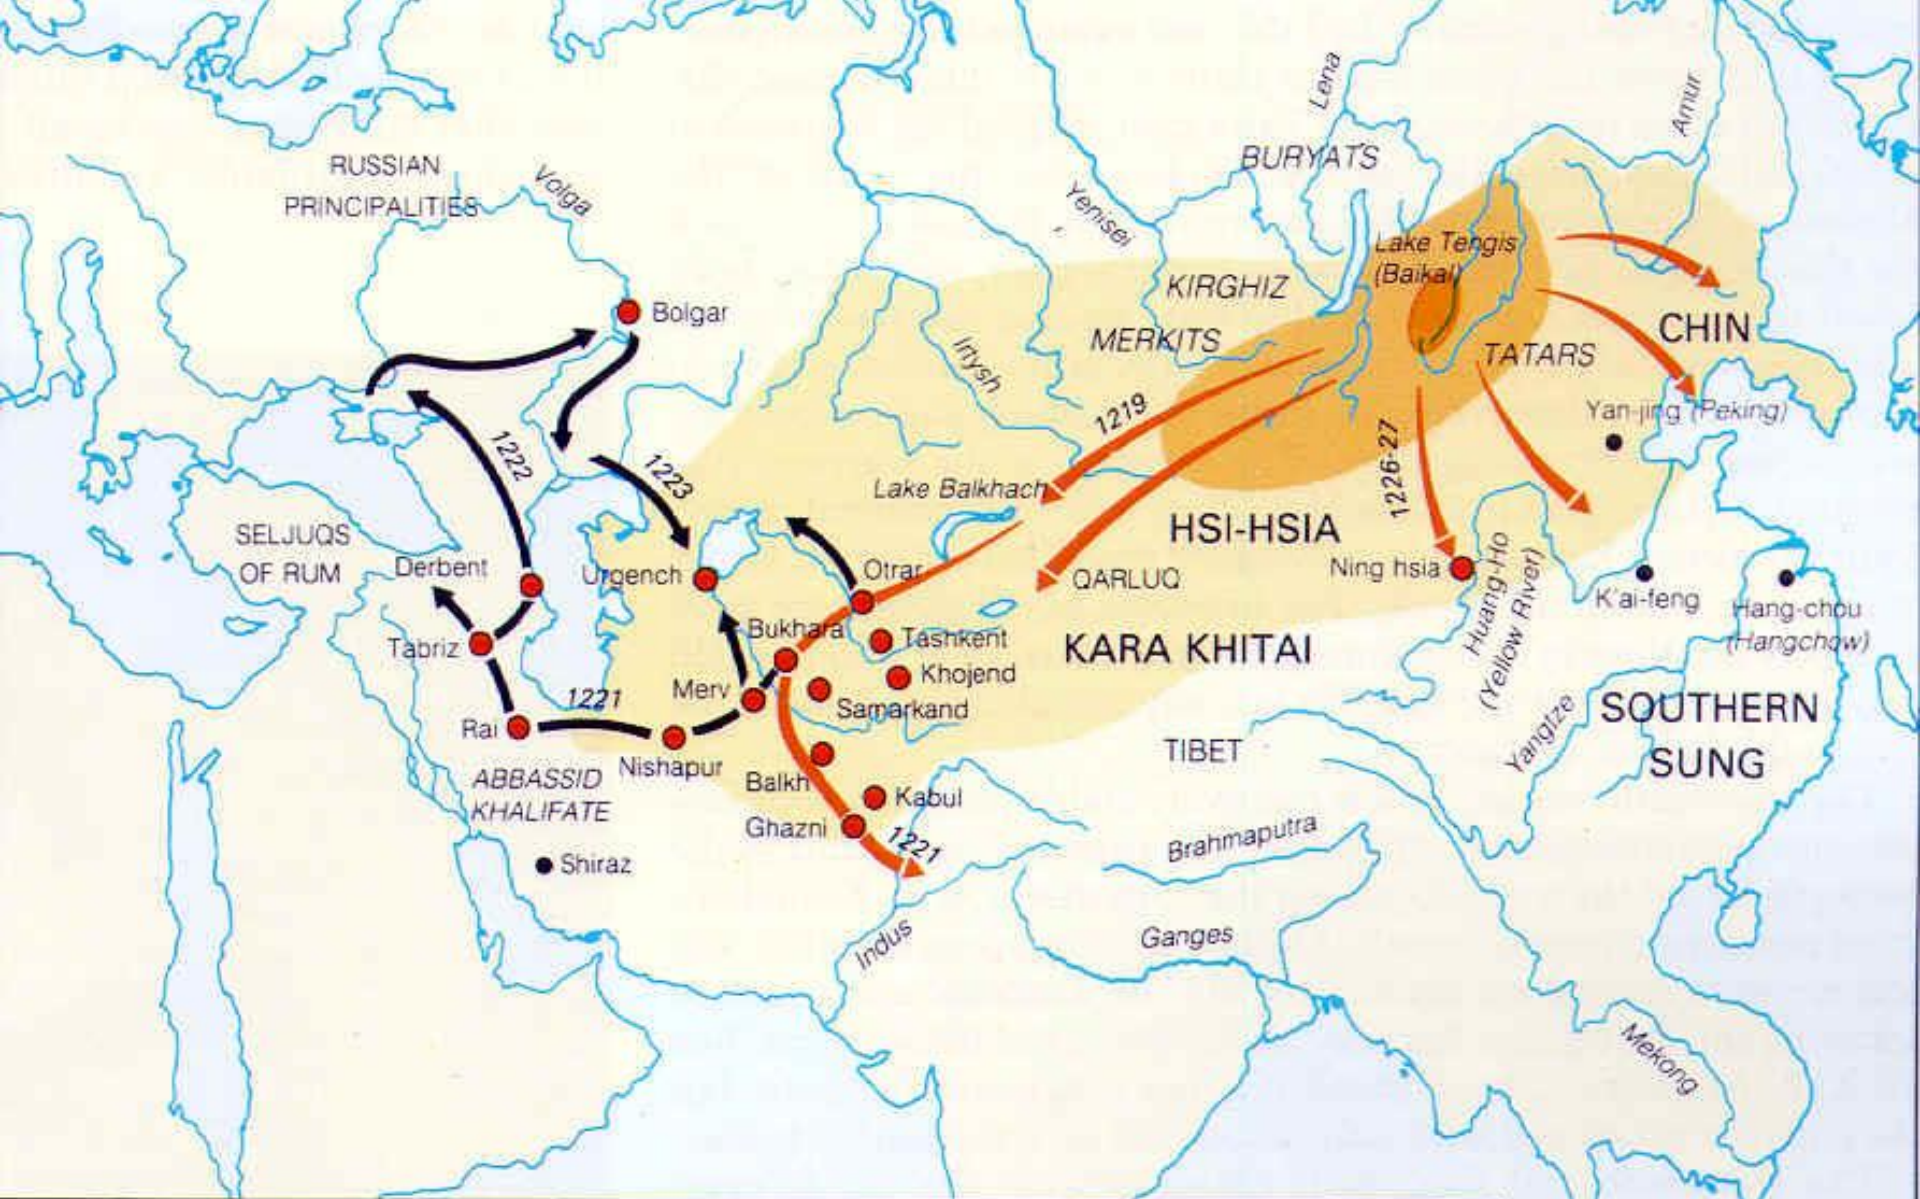 Lena
Amur
BURYATS
RUSSIAN
PRINCIPALITIES
Volga
Yenisei
Lake Tengis
(Baikal)
KIRGHIZ
Bolgar
MERKITS
CHIN
TATARS
Irtysh
1219
Yan-jing (Peking)
1222
1223
1226-27
Lake Balkhach
HSI-HSIA
SELJUQS
OF RUM
Derbent
Urgench
Otrar
QARLUQ
Ning hsia
Huang-Ho
(Yellow River)
K'ai-feng
Hang-chou
(Hangchow)
Tabriz
Bukhara
Tashkent
KARA KHITAI
Khojend
Merv
1221
Samarkand
Rai
Yangtze
SOUTHERN
SUNG
TIBET
Nishapur
ABBASSID
KHALIFATE
Balkh
Kabul
Ghazni
1221
Brahmaputra
Shiraz
Indus
Ganges
Mekong